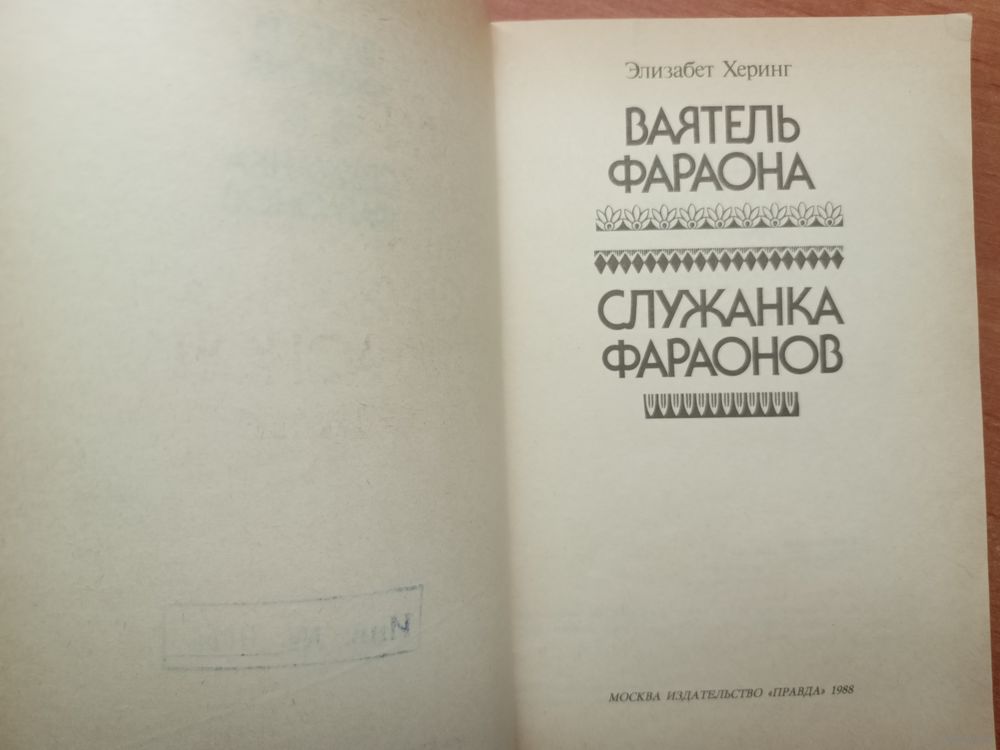 Элизабет Херинг
ВАЯТЕЛЬ
ФАРАОНА
СЛУЖАНКА
ФАРАОНОВ
МОСКВА ИЗДАТЕЛЬСТВО «ПРАВДА» 1988